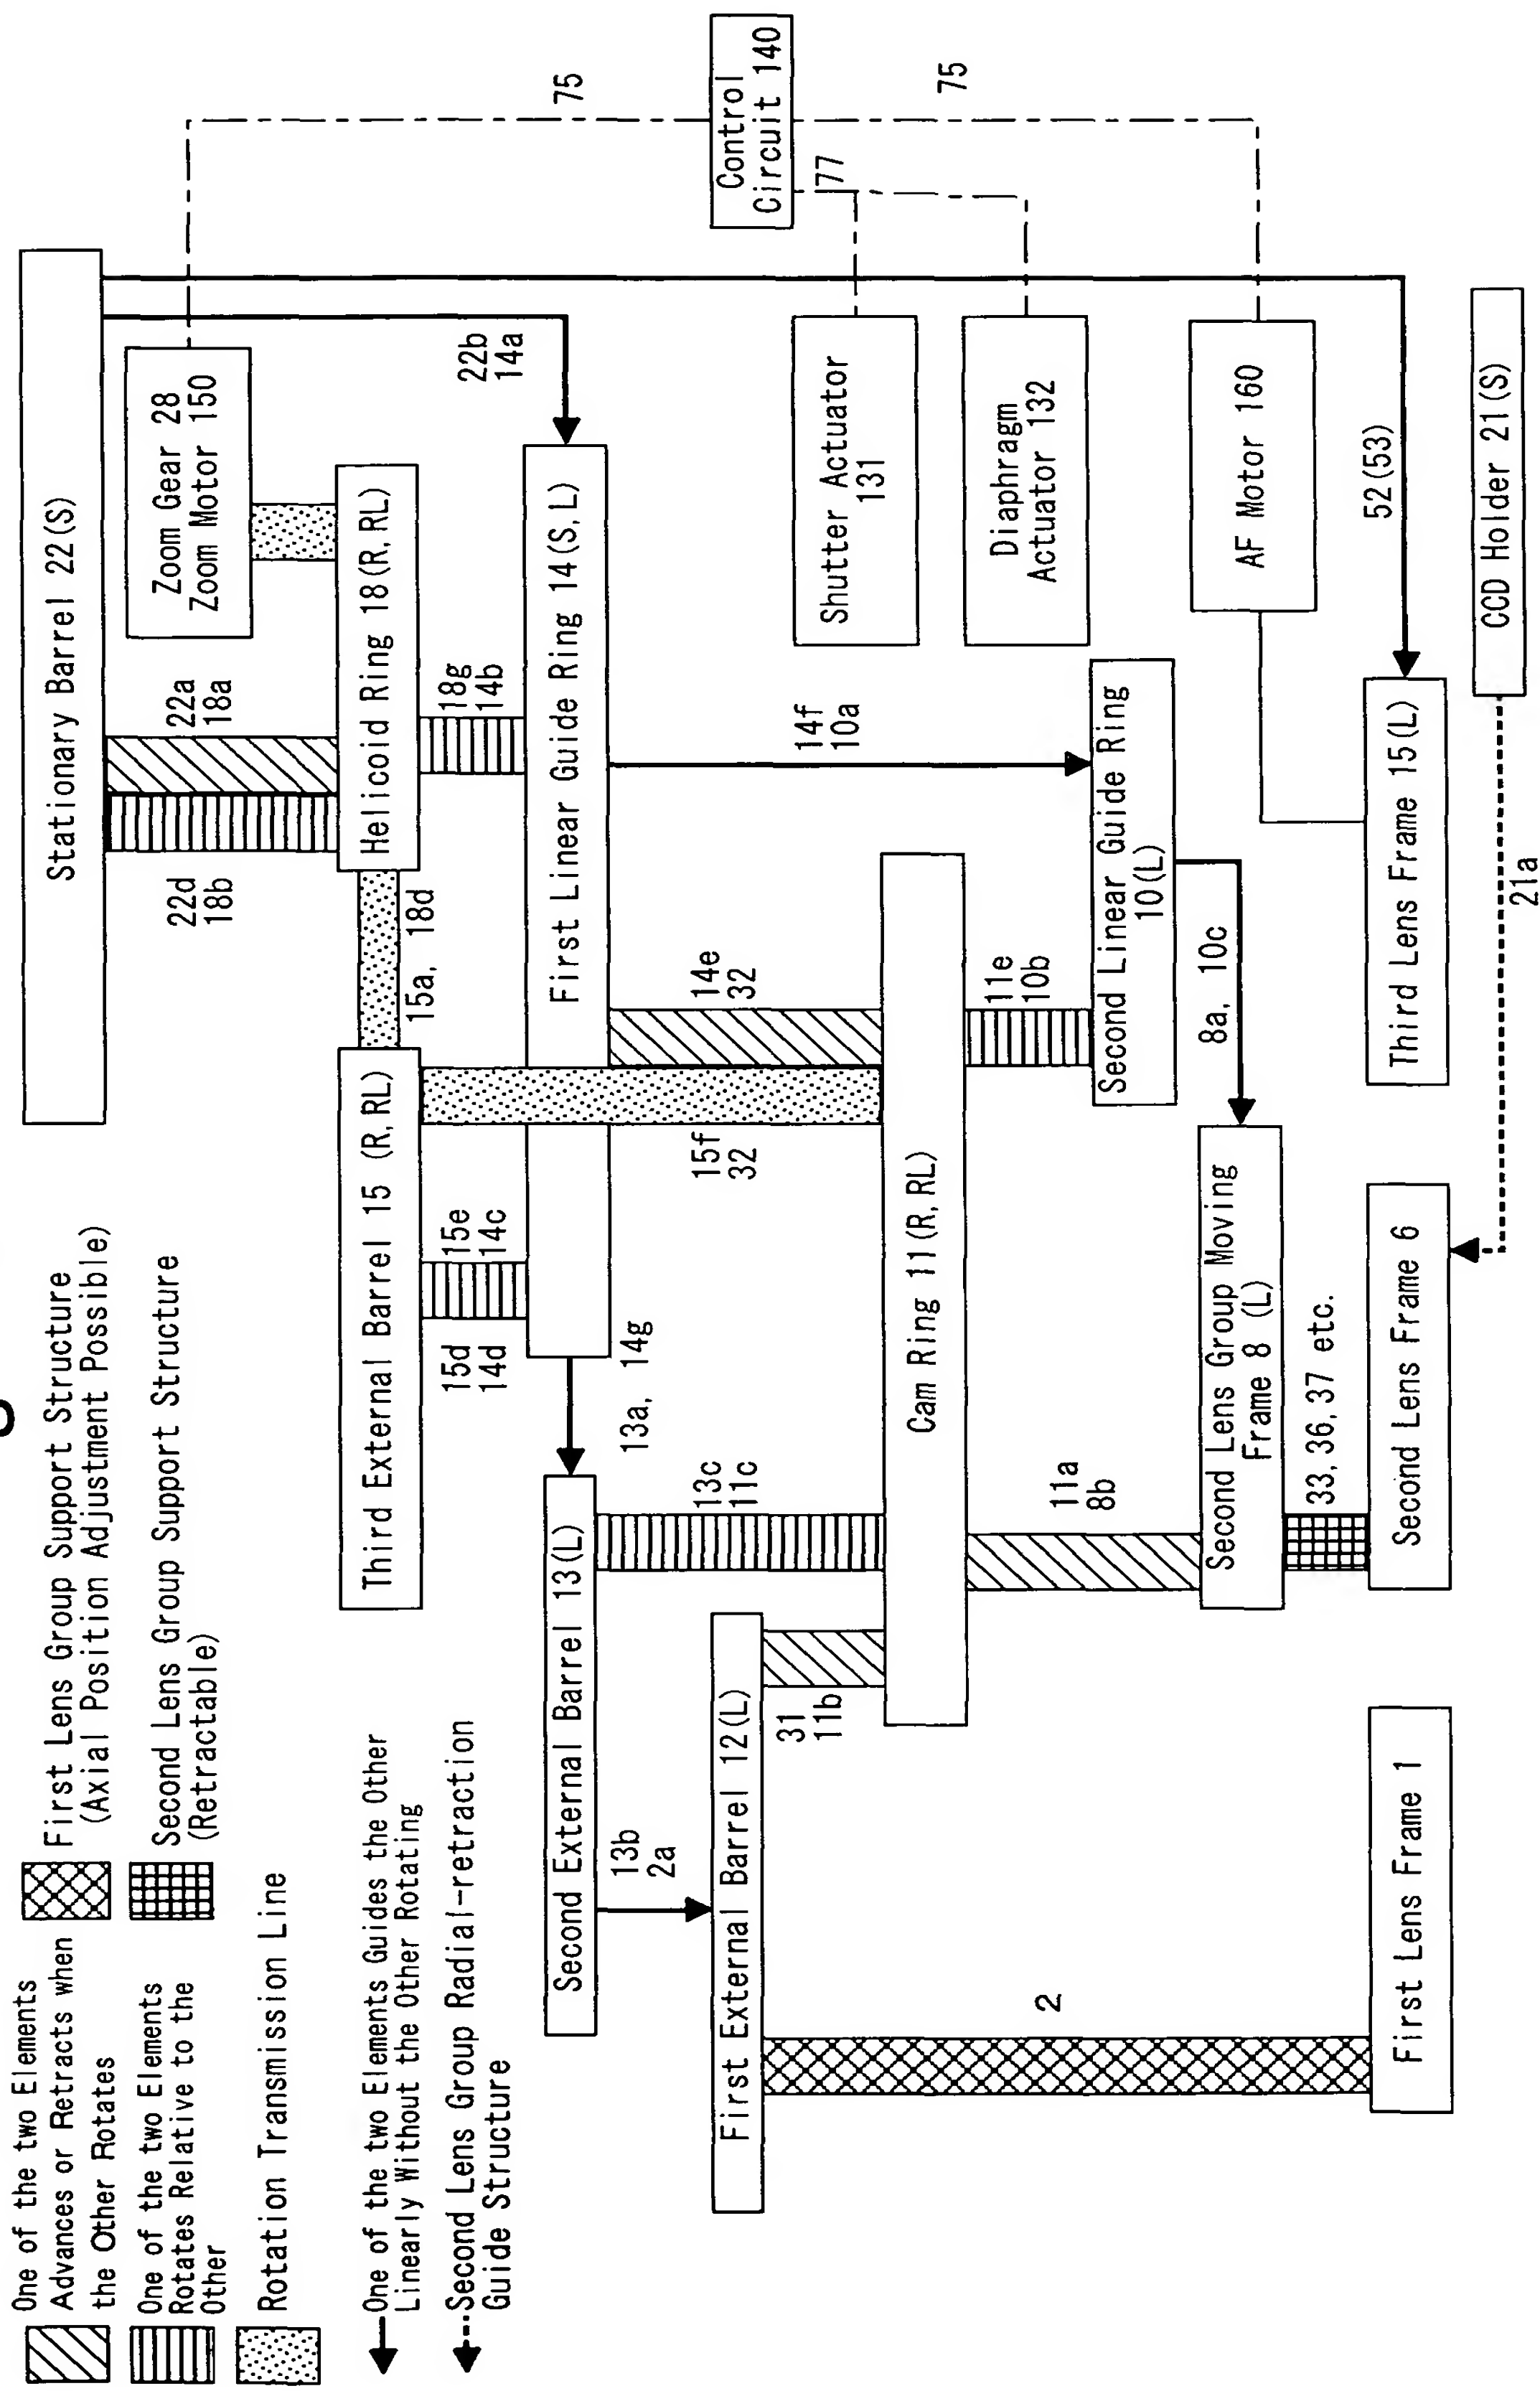 One of the two Elements
Advances or Retracts when
the Other Rotates
One of the two Elements
Rotates Relative to the
Other
Rotation Transmission Line
First Lens Group Support Structure
(Axial Position Adjustment Possible)
Second Lens Group Support Structure
(Retractable)
One of the two Elements Guides the Other
Linearly Without the Other Rotating
Second Lens Group Radial-retraction
Guide Structure
Stationary Barrel 22(S)
Zoom Gear 28
Zoom Motor 150
75
22d
18b
22a
18a
Third External Barrel 15 (R, RL)
15a, 18d
Helicoid Ring 18(R, RL)
15d
14d
15e
14c
18g
14b
22b
14a
Second External Barrel 13(L)
13a, 14g
First Linear Guide Ring 14(S, L)
13b
2a
13c
11c
15f
32
14e
32
14f
10a
Control
Circuit 140
77
75
First External Barrel 12(L)
31
11b
Cam Ring 11(R, RL)
Shutter Actuator
131
Diaphragm
Actuator 132
11a
8b
11e
10b
Second Linear Guide Ring
10(L)
2
8a, 10c
AF Motor 160
Second Lens Group Moving
Frame 8 (L)
33, 36, 37 etc.
52(53)
First Lens Frame 1
Second Lens Frame 6
Third Lens Frame 15(L)
CCD Holder 21(S)
21a